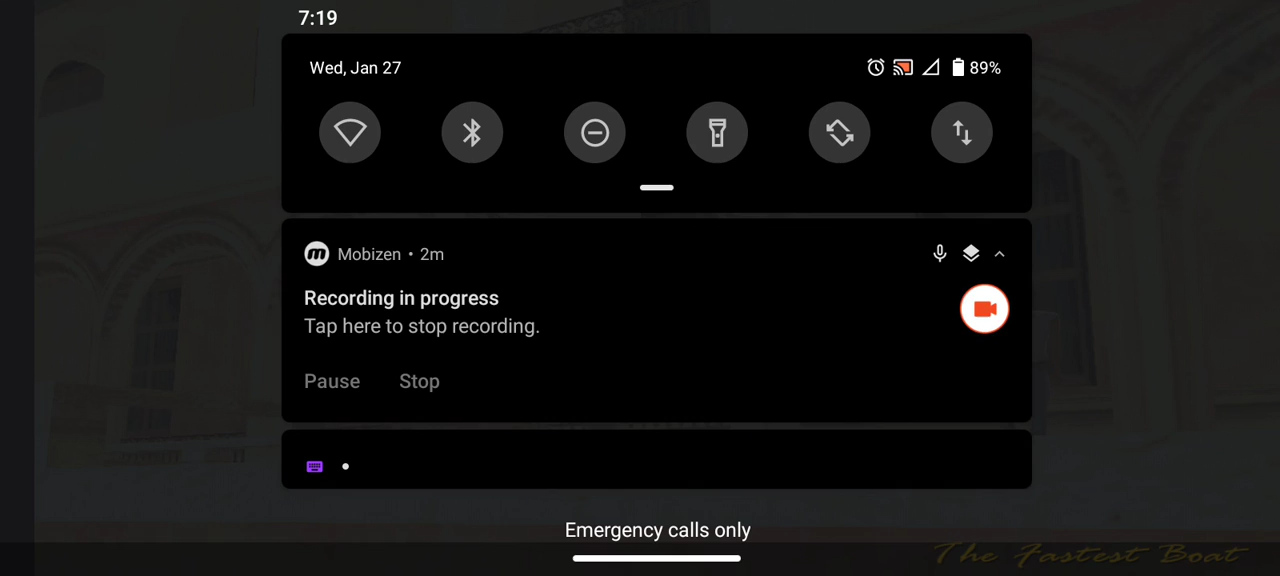 7:19
Wed, Jan 27
89%
Mobizen • 2m
Recording in progress
Tap here to stop recording.
Pause Stop
Emergency calls only
The Fastest Boat